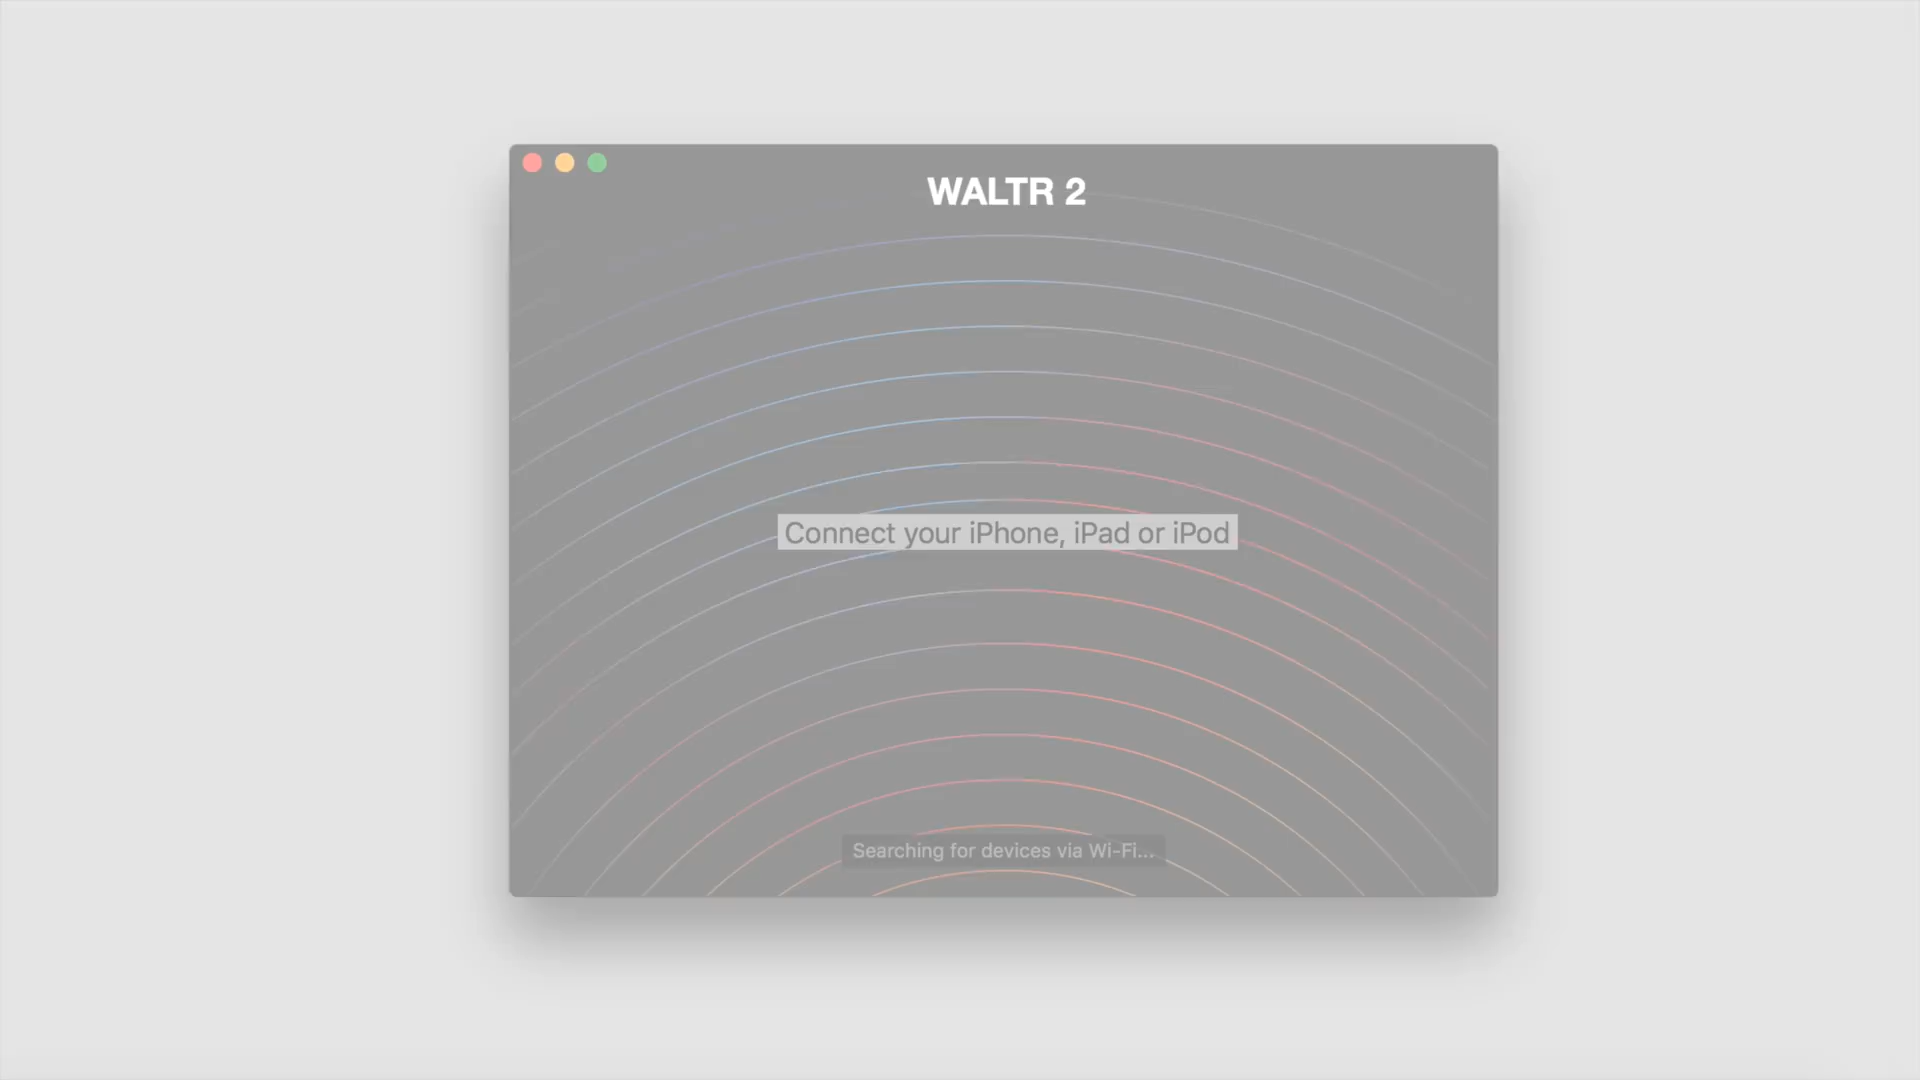 WALTR 2
Connect your iPhone, iPad or iPod
Searching for devices via Wi-Fi...